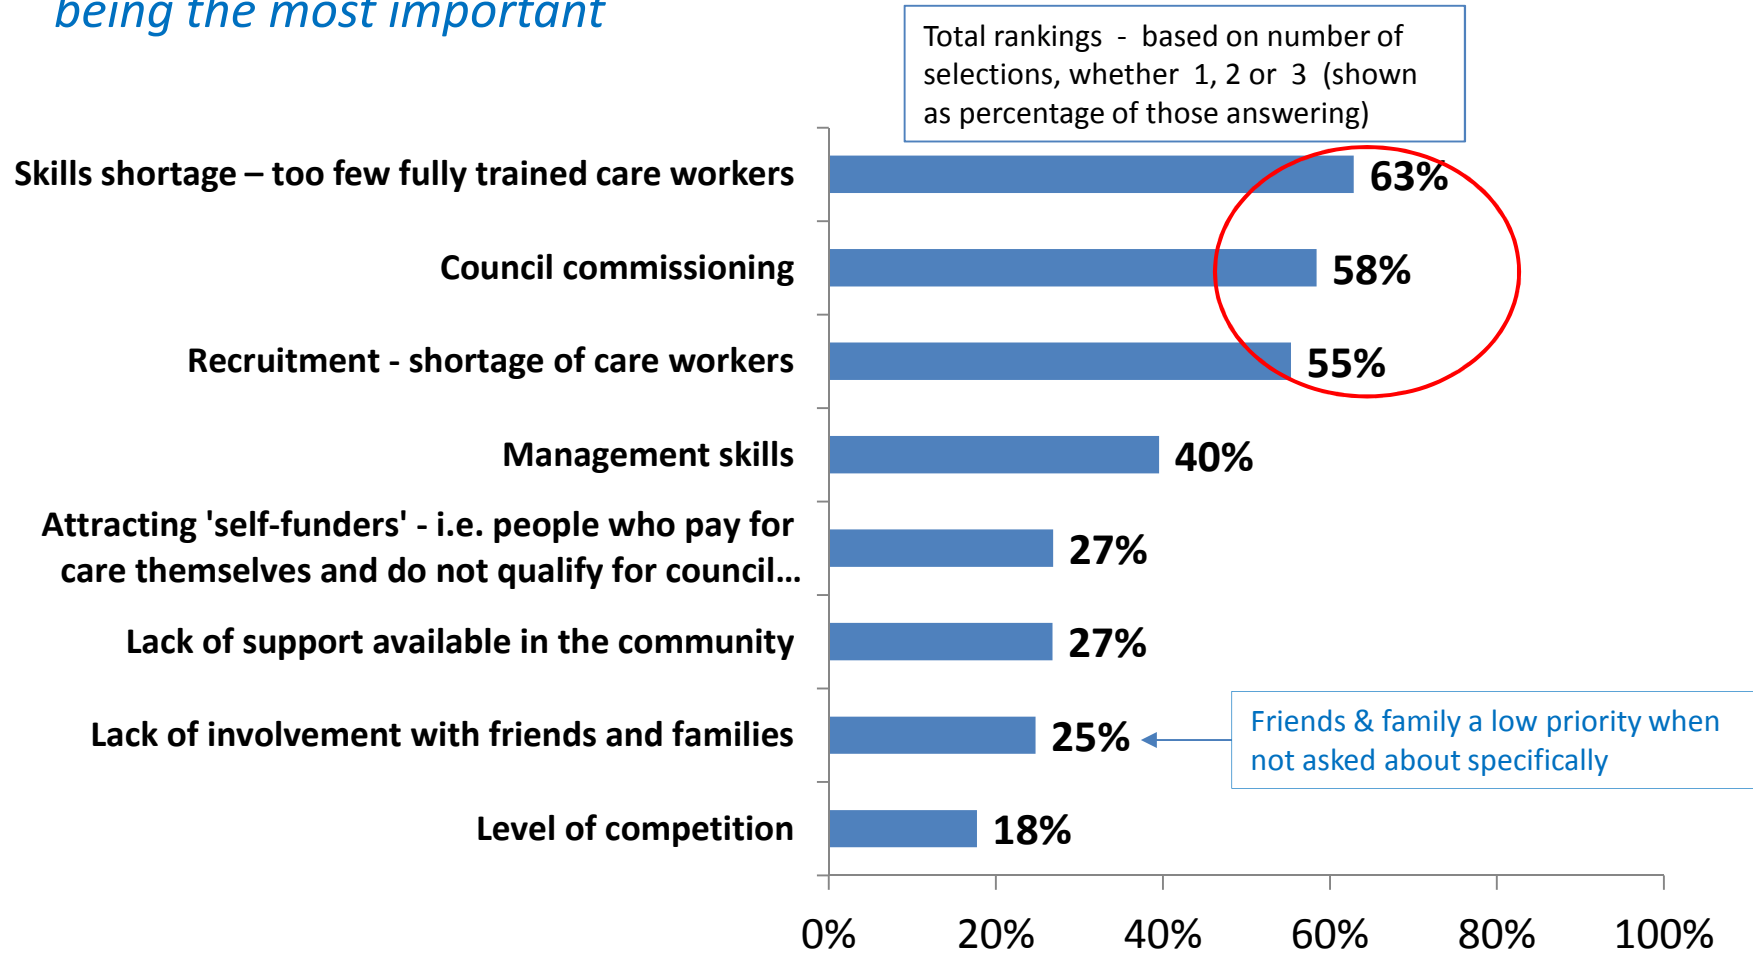 being the most important
Total rankings - based on number of
selections, whether 1, 2 or 3 (shown
as percentage of those answering)
Skills shortage – too few fully trained care workers
63%
Council commissioning
58%
Recruitment - shortage of care workers
55%
Management skills
40%
Attracting 'self-funders' - i.e. people who pay for
care themselves and do not qualify for council…
27%
Lack of support available in the community
27%
Lack of involvement with friends and families
25%
Friends & family a low priority when
not asked about specifically
Level of competition
18%
0% 20% 40% 60% 80% 100%